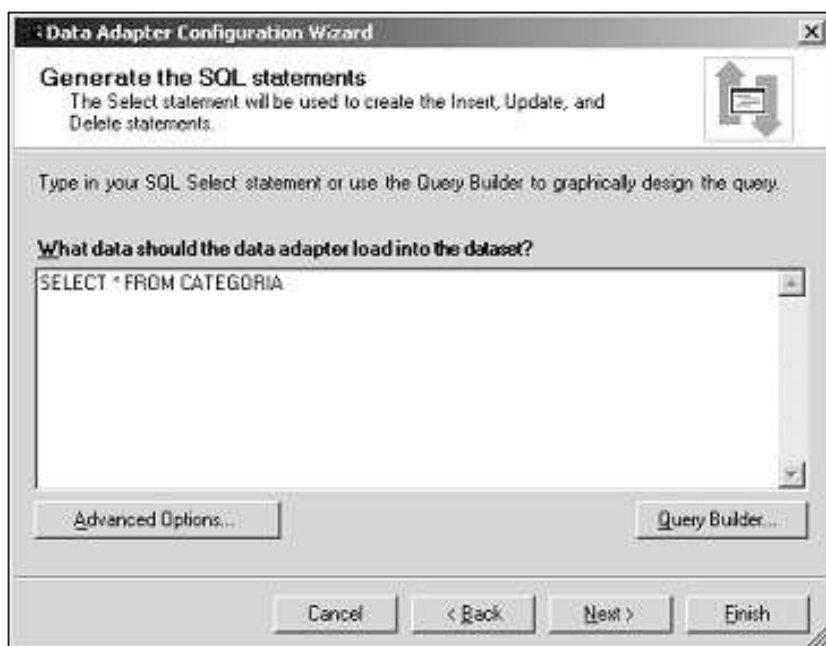 Data Adapter Configuration Wizard
Generate the SQL statements
The Select statement will be used to create the Insert, Update, and
Delete statements.
Type in your SQL Select statement or use the Query Builder to graphically design the query.
What data should the data adapter load into the dataset?
SELECT * FROM CATEGORIA
Advanced Options... Query Builder...
Cancel < Back Next > Finish